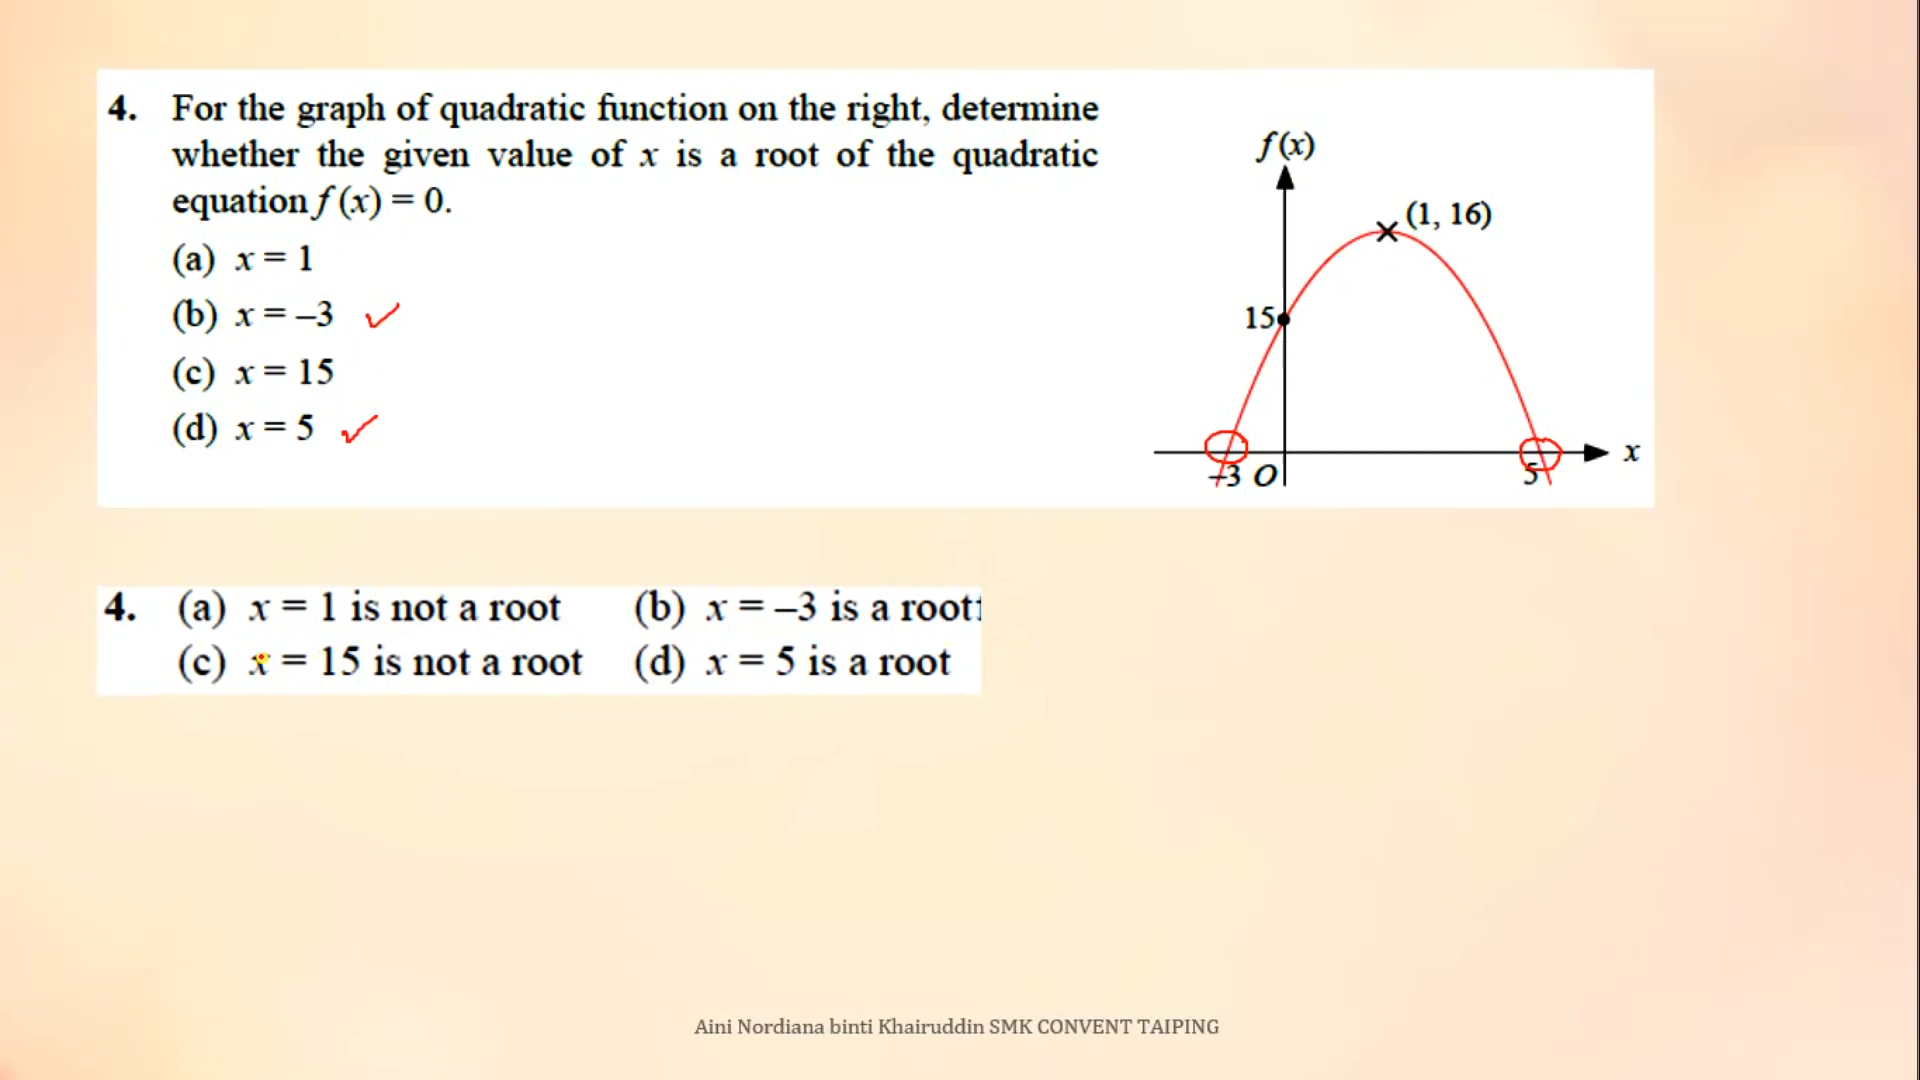 4. For the graph of quadratic function on the right, determine
whether the given value of x is a root of the quadratic
equation f (x) = 0.
(a) x = 1
(b) x = –3
(c) x = 15
(d) x = 5
f (x)
(1, 16)
15
–3 O
5
x
4. (a) x = 1 is not a root (b) x = –3 is a root
(c) x = 15 is not a root (d) x = 5 is a root
Aini Nordiana binti Khairuddin SMK CONVENT TAIPING